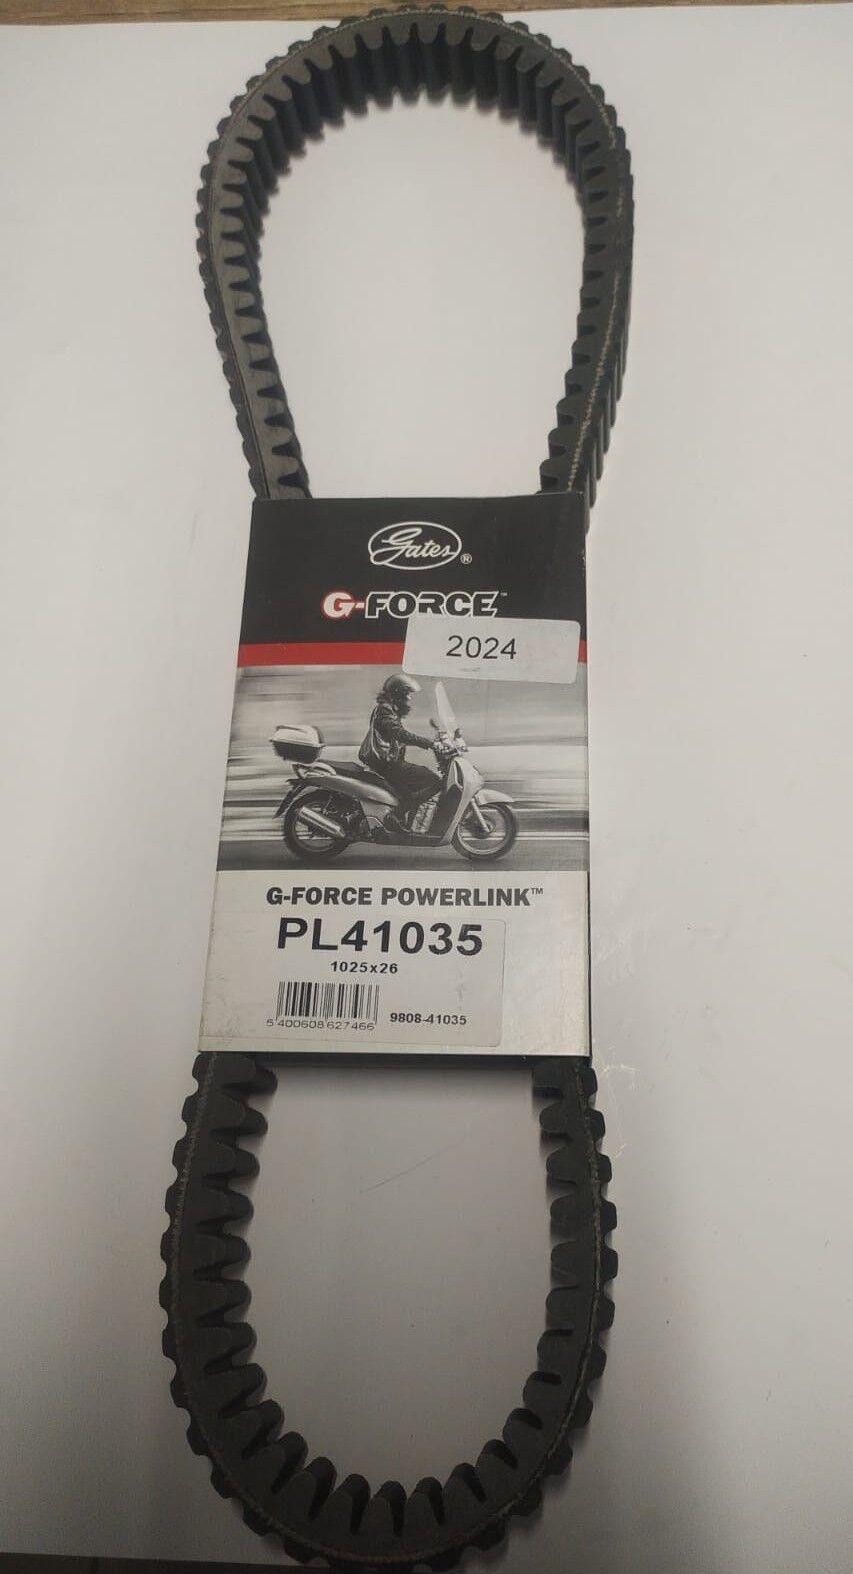 Gates®
G-FORCE™
2024
G-FORCE POWERLINK™
PL41035
1025x26
5 400608 627466
9808-41035